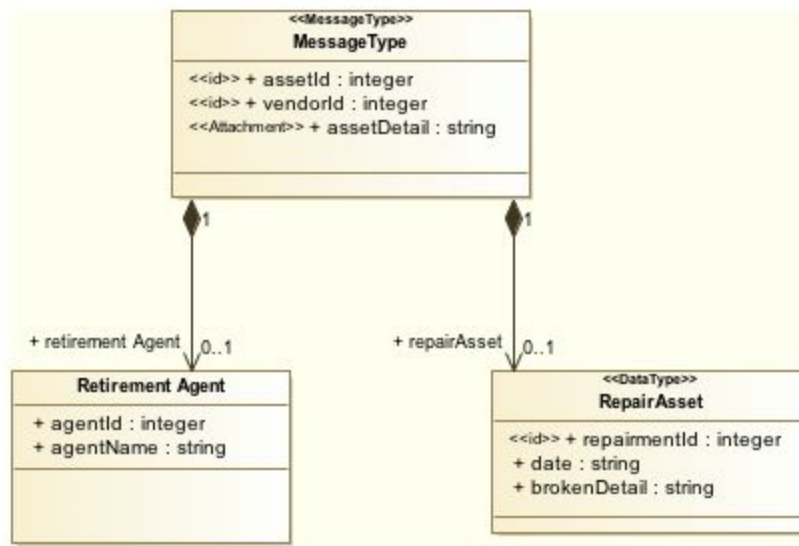 <<MessageType>>
MessageType
<<id>> + assetId : integer
<<id>> + vendorId : integer
<<Attachment>> + assetDetail : string
1
1
+ retirement Agent
0..1
+ repairAsset
0..1
Retirement Agent
+ agentId : integer
+ agentName : string
<<DataType>>
RepairAsset
<<id>> + repairmentId : integer
+ date : string
+ brokenDetail : string